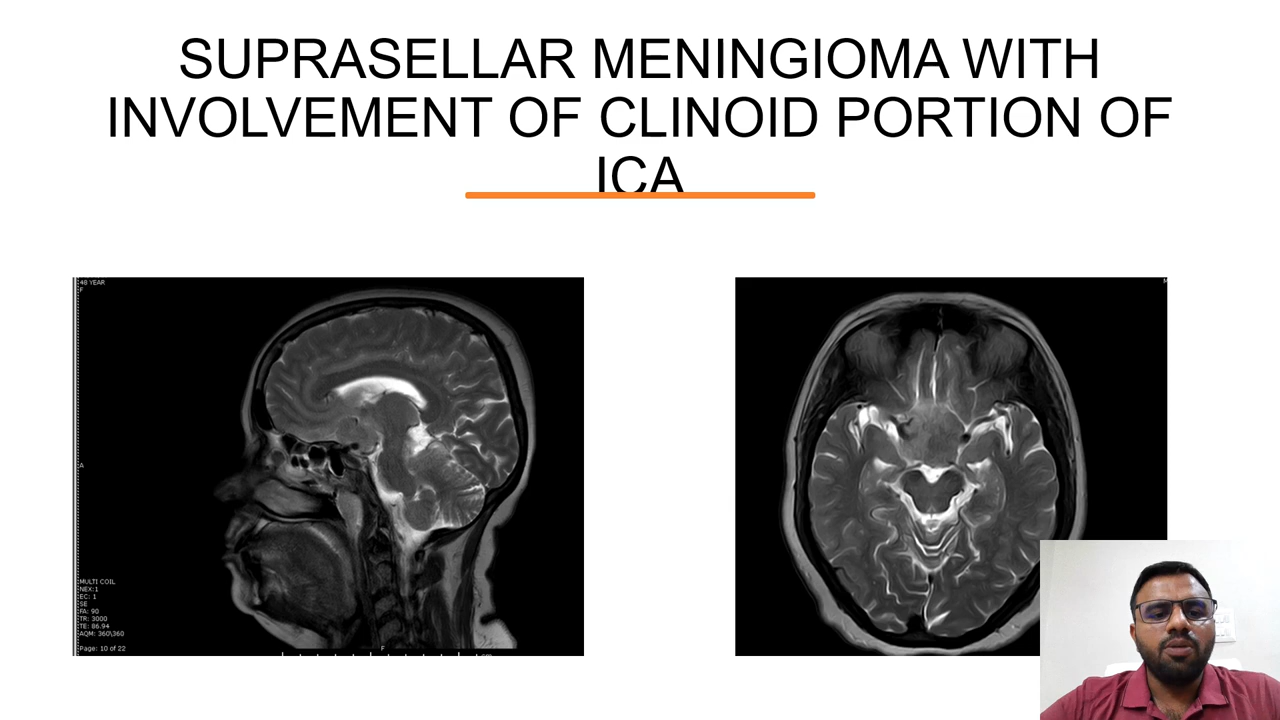 SUPRASELLAR MENINGIOMA WITH
INVOLVEMENT OF CLINOID PORTION OF
ICA
48 YEAR
F
A
MULTI COIL
NEX:1
EC: 1
SE
FA: 90
TR: 3000
TE: 86.94
AQM: 360\360
Page: 10 of 22
F